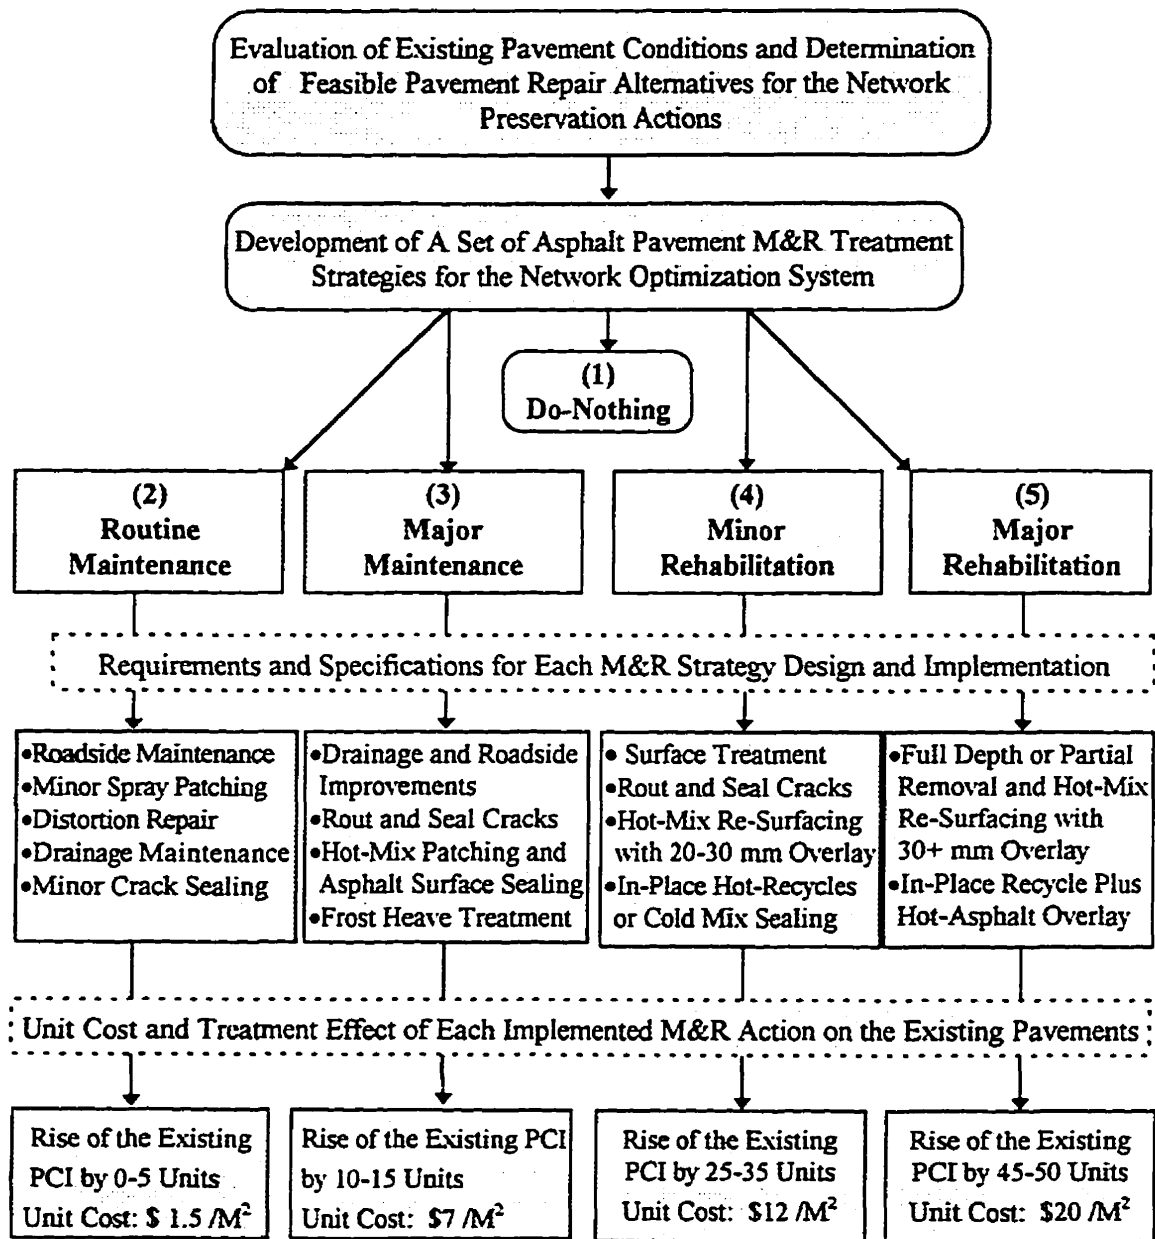 Evaluation of Existing Pavement Conditions and Determination
of Feasible Pavement Repair Alternatives for the Network
Preservation Actions
Development of A Set of Asphalt Pavement M&R Treatment
Strategies for the Network Optimization System
(1)
Do-Nothing
(2)
Routine
Maintenance
(3)
Major
Maintenance
(4)
Minor
Rehabilitation
(5)
Major
Rehabilitation
Requirements and Specifications for Each M&R Strategy Design and Implementation
•Roadside Maintenance
•Minor Spray Patching
•Distortion Repair
•Drainage Maintenance
•Minor Crack Sealing
•Drainage and Roadside
Improvements
•Rout and Seal Cracks
•Hot-Mix Patching and
Asphalt Surface Sealing
•Frost Heave Treatment
• Surface Treatment
•Rout and Seal Cracks
•Hot-Mix Re-Surfacing
with 20-30 mm Overlay
•In-Place Hot-Recycles
or Cold Mix Sealing
•Full Depth or Partial
Removal and Hot-Mix
Re-Surfacing with
30+ mm Overlay
•In-Place Recycle Plus
Hot-Asphalt Overlay
Unit Cost and Treatment Effect of Each Implemented M&R Action on the Existing Pavements
Rise of the Existing
PCI by 0-5 Units
Unit Cost: $ 1.5 /M²
Rise of the Existing PCI
by 10-15 Units
Unit Cost: $7 /M²
Rise of the Existing
PCI by 25-35 Units
Unit Cost: $12 /M²
Rise of the Existing
PCI by 45-50 Units
Unit Cost: $20 /M²